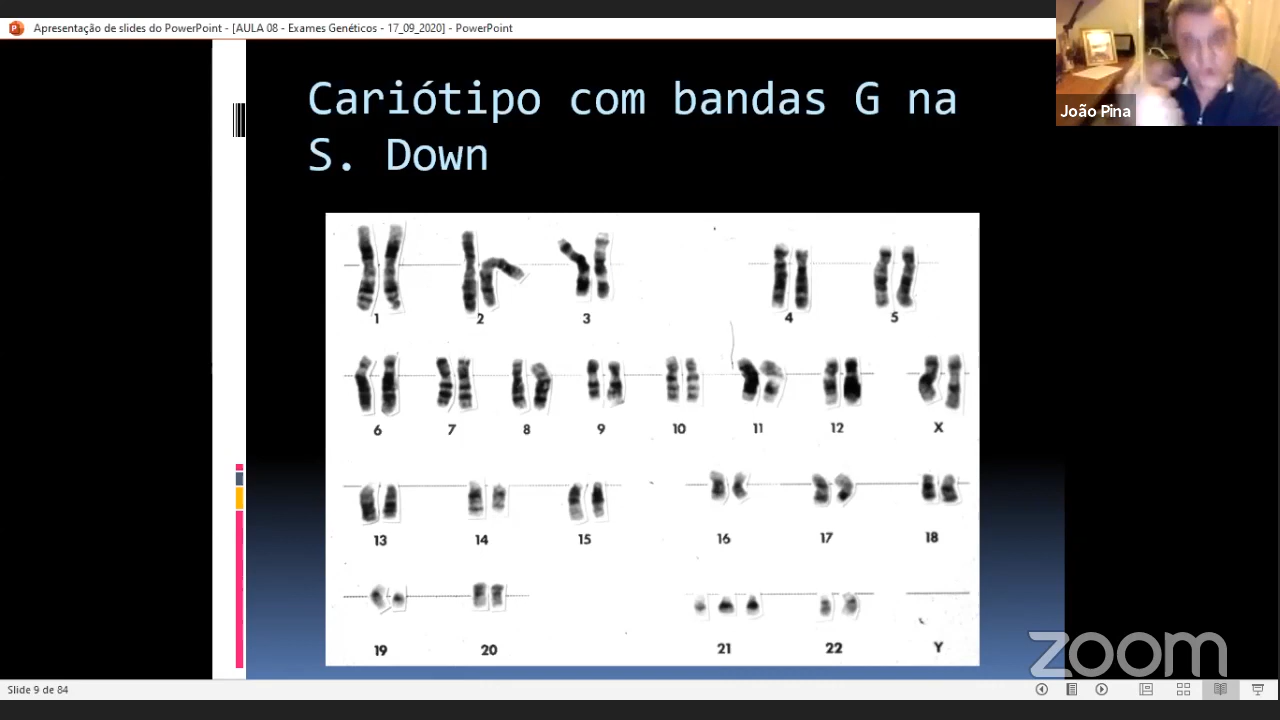 Apresentação de slides do PowerPoint - [AULA 08 - Exames Genéticos - 17_09_2020] - PowerPoint
João Pina
Cariótipo com bandas G na
S. Down
1 2 3 4 5
6 7 8 9 10 11 12 X
13 14 15 16 17 18
19 20 21 22 Y
zoom
Slide 9 de 84